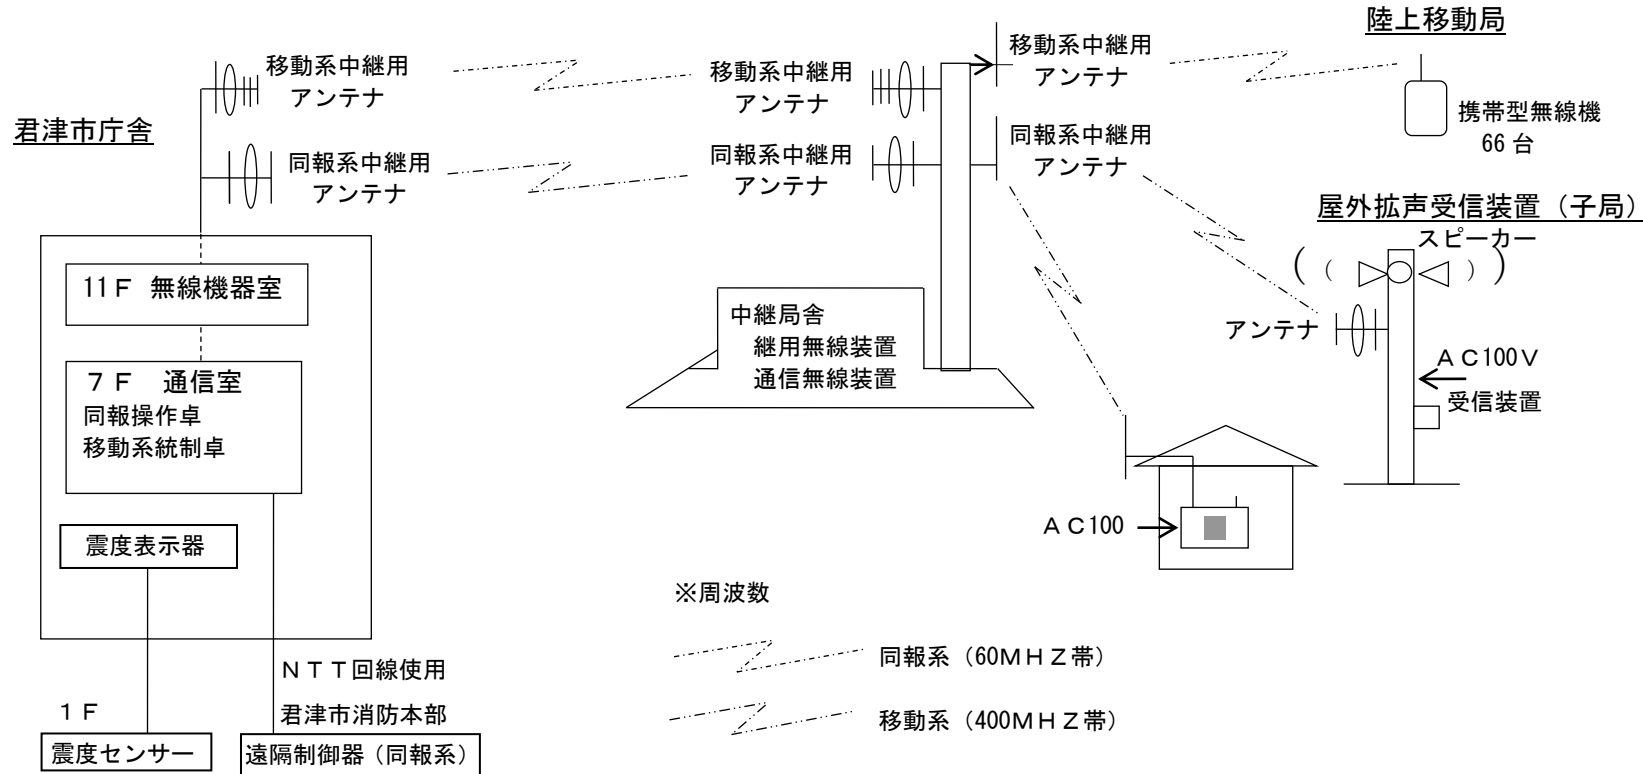 陸上移動局
移動系中継用
アンテナ
移動系中継用
アンテナ
移動系中継用
アンテナ
携帯型無線機
66 台
君津市庁舎
同報系中継用
アンテナ
同報系中継用
アンテナ
同報系中継用
アンテナ
屋外拡声受信装置（子局）
スピーカー
（（ ））
11Ｆ 無線機器室
中継局舎
継用無線装置
通信無線装置
アンテナ
ＡＣ100Ｖ
受信装置
７Ｆ 通信室
同報操作卓
移動系統制卓
ＡＣ100
震度表示器
※周波数
同報系（60ＭＨＺ帯）
移動系（400ＭＨＺ帯）
ＮＴＴ回線使用
１Ｆ
君津市消防本部
震度センサー
遠隔制御器（同報系）